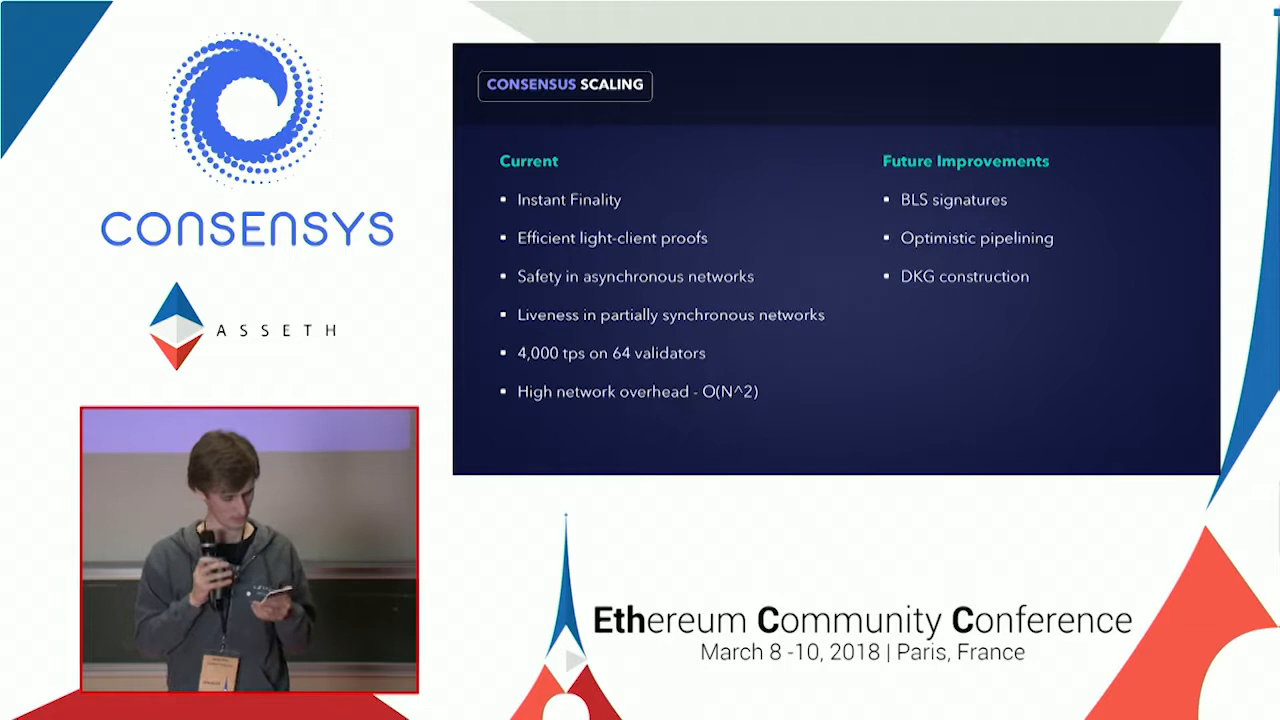 CONSENSYS
ASSETH
CONSENSUS SCALING
Current
Instant Finality
Efficient light-client proofs
Safety in asynchronous networks
Liveness in partially synchronous networks
4,000 tps on 64 validators
High network overhead - O(N^2)
Future Improvements
BLS signatures
Optimistic pipelining
DKG construction
Ethereum Community Conference
March 8 -10, 2018 | Paris, France